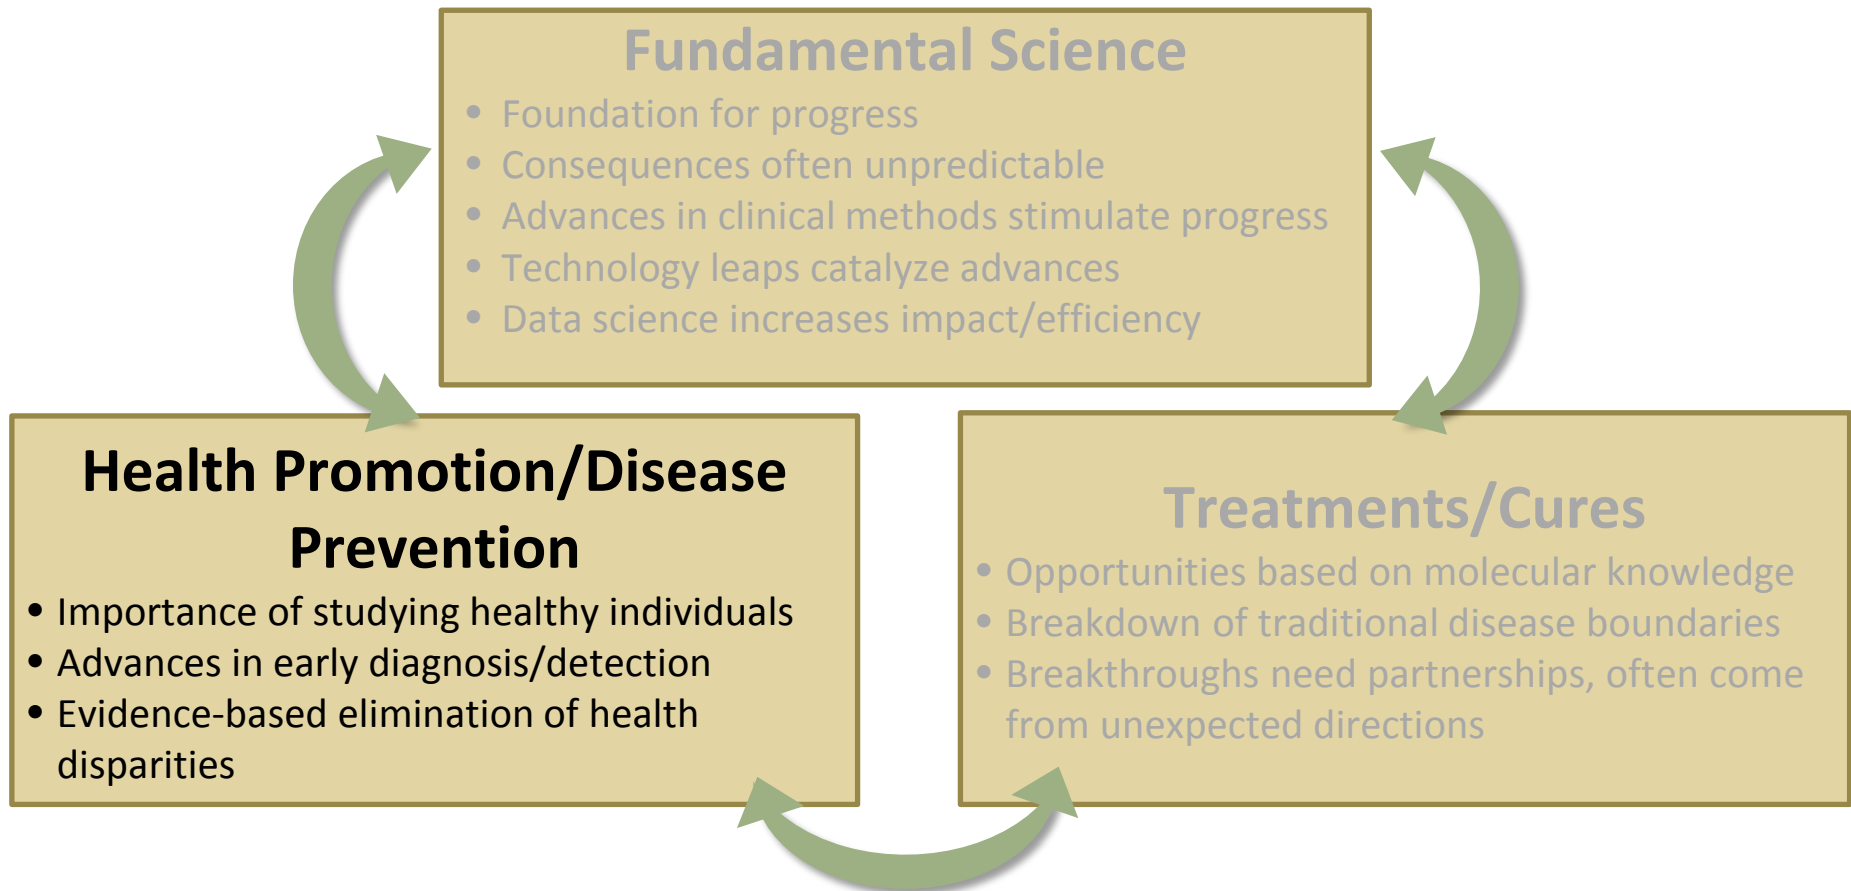 Fundamental Science
• Foundation for progress
• Consequences often unpredictable
• Advances in clinical methods stimulate progress
• Technology leaps catalyze advances
• Data science increases impact/efficiency
Health Promotion/Disease
Prevention
• Importance of studying healthy individuals
• Advances in early diagnosis/detection
• Evidence-based elimination of health
disparities
Treatments/Cures
• Opportunities based on molecular knowledge
• Breakdown of traditional disease boundaries
• Breakthroughs need partnerships, often come
from unexpected directions